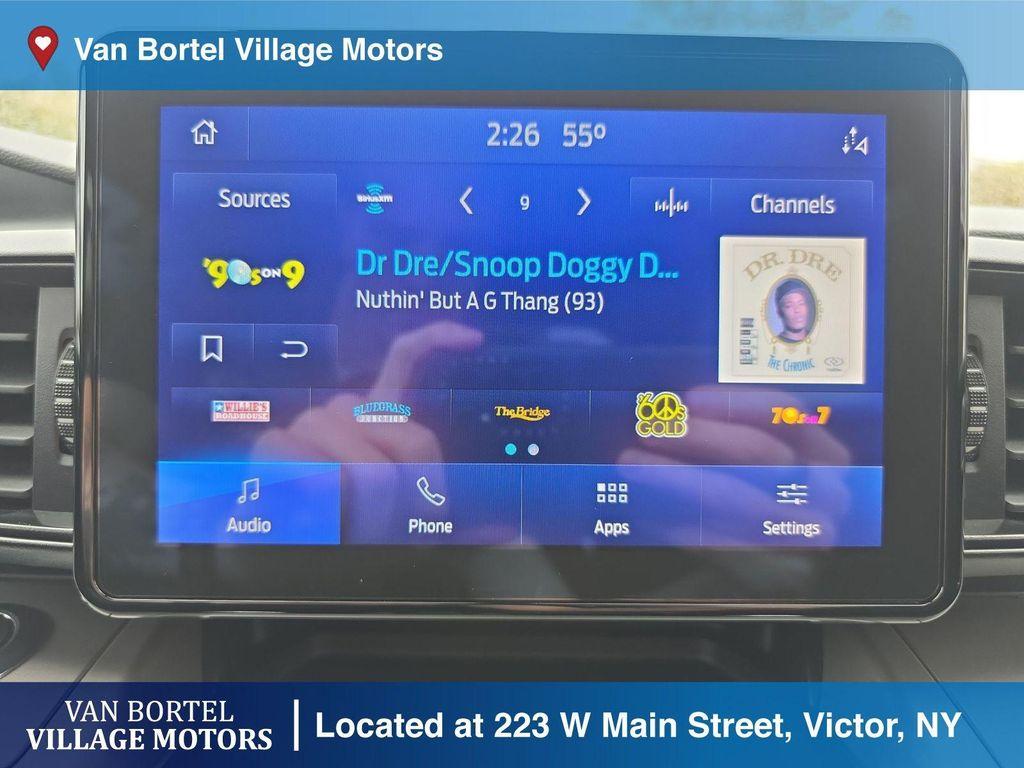 Van Bortel Village Motors
2:26 55º
Sources
SiriusXM
9
Channels
'90s ON 9
Dr Dre/Snoop Doggy D...
Nuthin' But A G Thang (93)
DR. DRE
THE CHRONIC
WILLIE'S
ROADHOUSE
BLUEGRASS
JUNCTION
The Bridge
'60s
GOLD
70s on 7
Audio
Phone
Apps
Settings
VAN BORTEL
VILLAGE MOTORS
Located at 223 W Main Street, Victor, NY